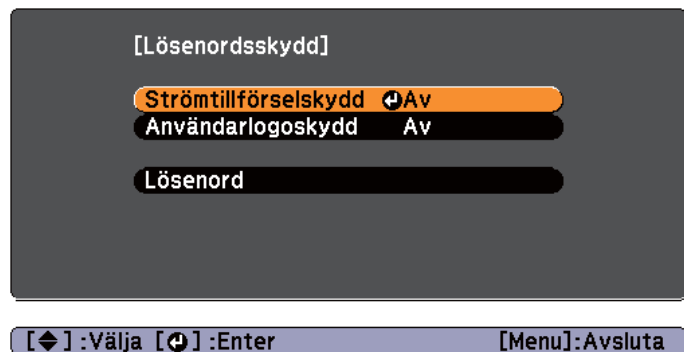 [Lösenordsskydd]
Strömtillförselskydd Av
Användarlogoskydd Av
Lösenord
[◆] :Välja [⏎] :Enter [Menu]:Avsluta